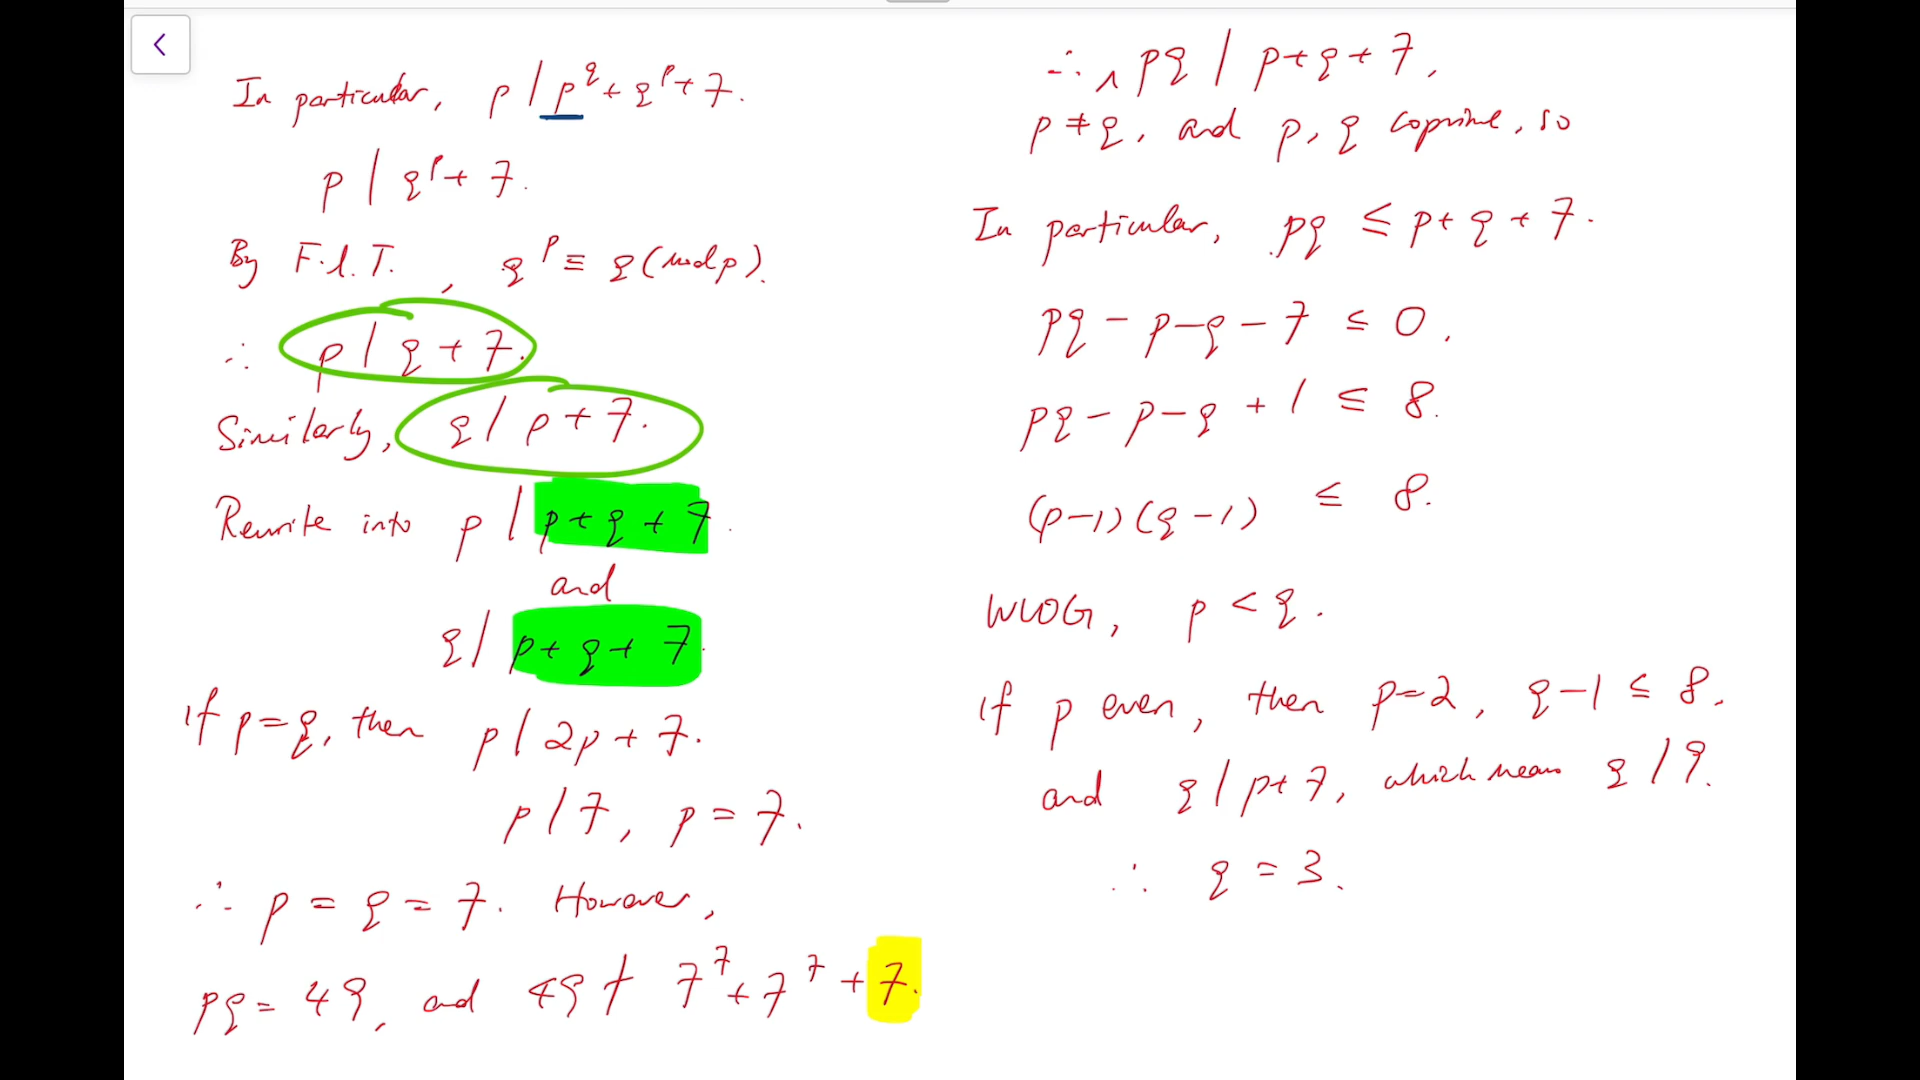 In particular, p | p^q + q^p + 7.
p | q^p + 7.
By F.l.T., q^p ≡ q (mod p).
∴ p | q + 7.
Similarly, q | p + 7.
Rewrite into p | p + q + 7.
and
q | p + q + 7.
if p = q, then p | 2p + 7.
p | 7, p = 7.
∴ p = q = 7. However,
pq = 49, and 49 ∤ 7^7 + 7^7 + 7.
∴ ∧ pq | p + q + 7,
p ≠ q, and p, q coprime, so
In particular, pq ≤ p + q + 7.
pq - p - q - 7 ≤ 0.
pq - p - q + 1 ≤ 8.
(p-1)(q-1) ≤ 8.
WLOG, p < q.
if p even, then p = 2, q - 1 ≤ 8.
and q | p + 7, which means q | 9.
∴ q = 3.